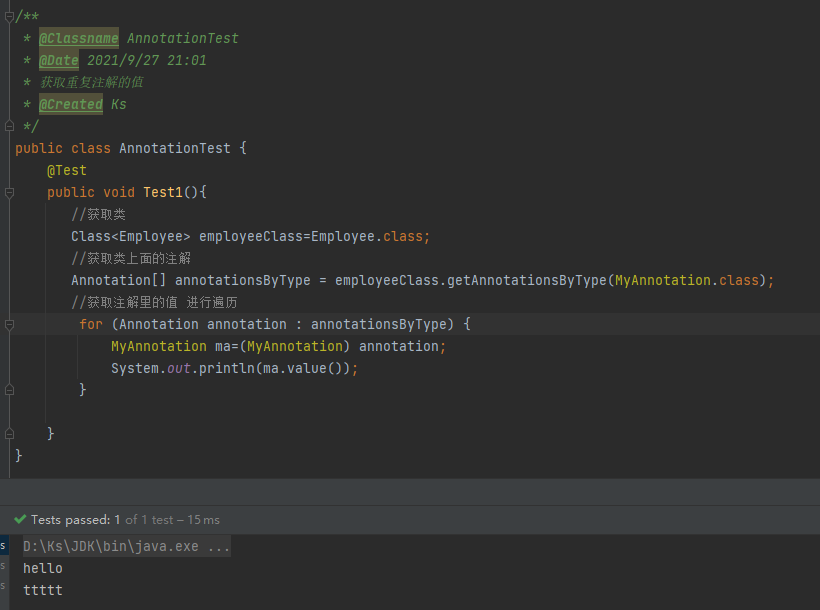 /**
 * @Classname AnnotationTest
 * @Date 2021/9/27 21:01
 * 获取重复注解的值
 * @Created Ks
 */
public class AnnotationTest {
    @Test
    public void Test1(){
       //获取类
       Class<Employee> employeeClass=Employee.class;
       //获取类上面的注解
       Annotation[] annotationsByType = employeeClass.getAnnotationsByType(MyAnnotation.class);
       //获取注解里的值 进行遍历
        for (Annotation annotation : annotationsByType) {
            MyAnnotation ma=(MyAnnotation) annotation;
            System.out.println(ma.value());
        }
    }
}
Tests passed: 1 of 1 test – 15 ms
s D:\Ks\JDK\bin\java.exe ...
s hello
s ttttt